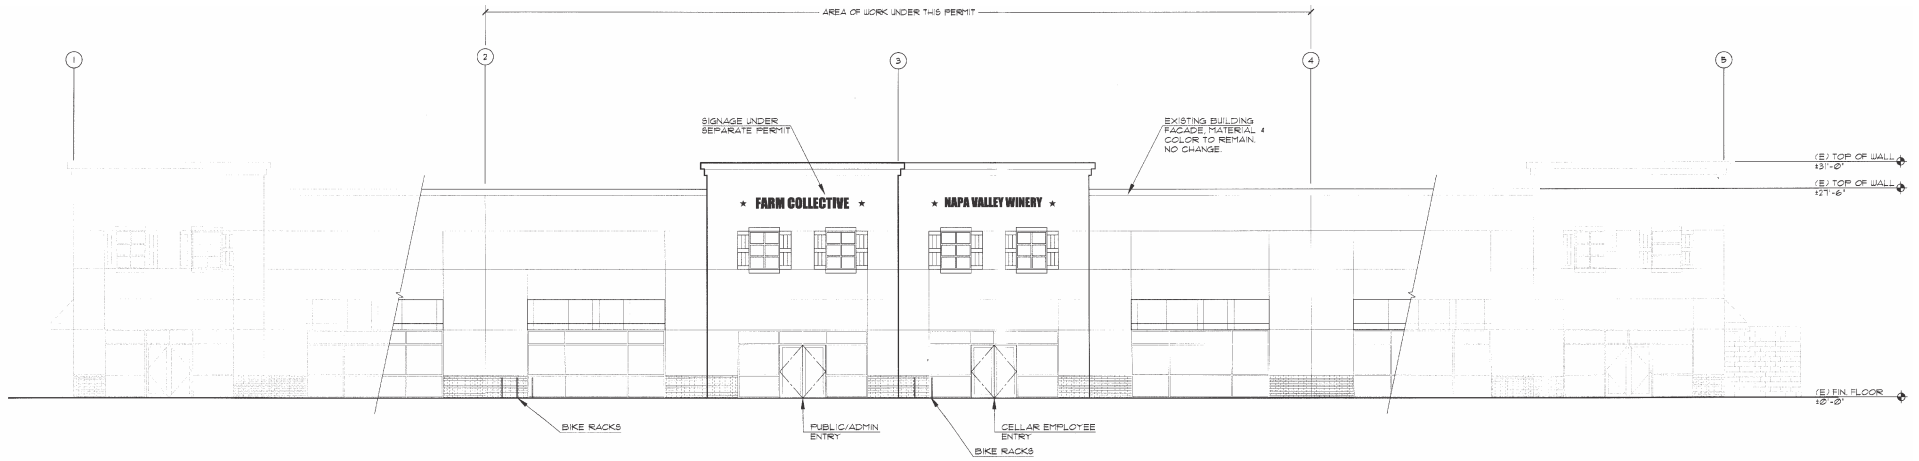 AREA OF WORK UNDER THIS PERMIT
1
2
3
4
5
SIGNAGE UNDER
SEPARATE PERMIT
EXISTING BUILDING
FACADE, MATERIAL &
COLOR TO REMAIN.
NO CHANGE.
(E) TOP OF WALL
±31'-0"
(E) TOP OF WALL
±27'-6"
★ FARM COLLECTIVE ★
★ NAPA VALLEY WINERY ★
(E) FIN. FLOOR
±0'-0"
BIKE RACKS
PUBLIC/ADMIN
ENTRY
CELLAR EMPLOYEE
ENTRY
BIKE RACKS